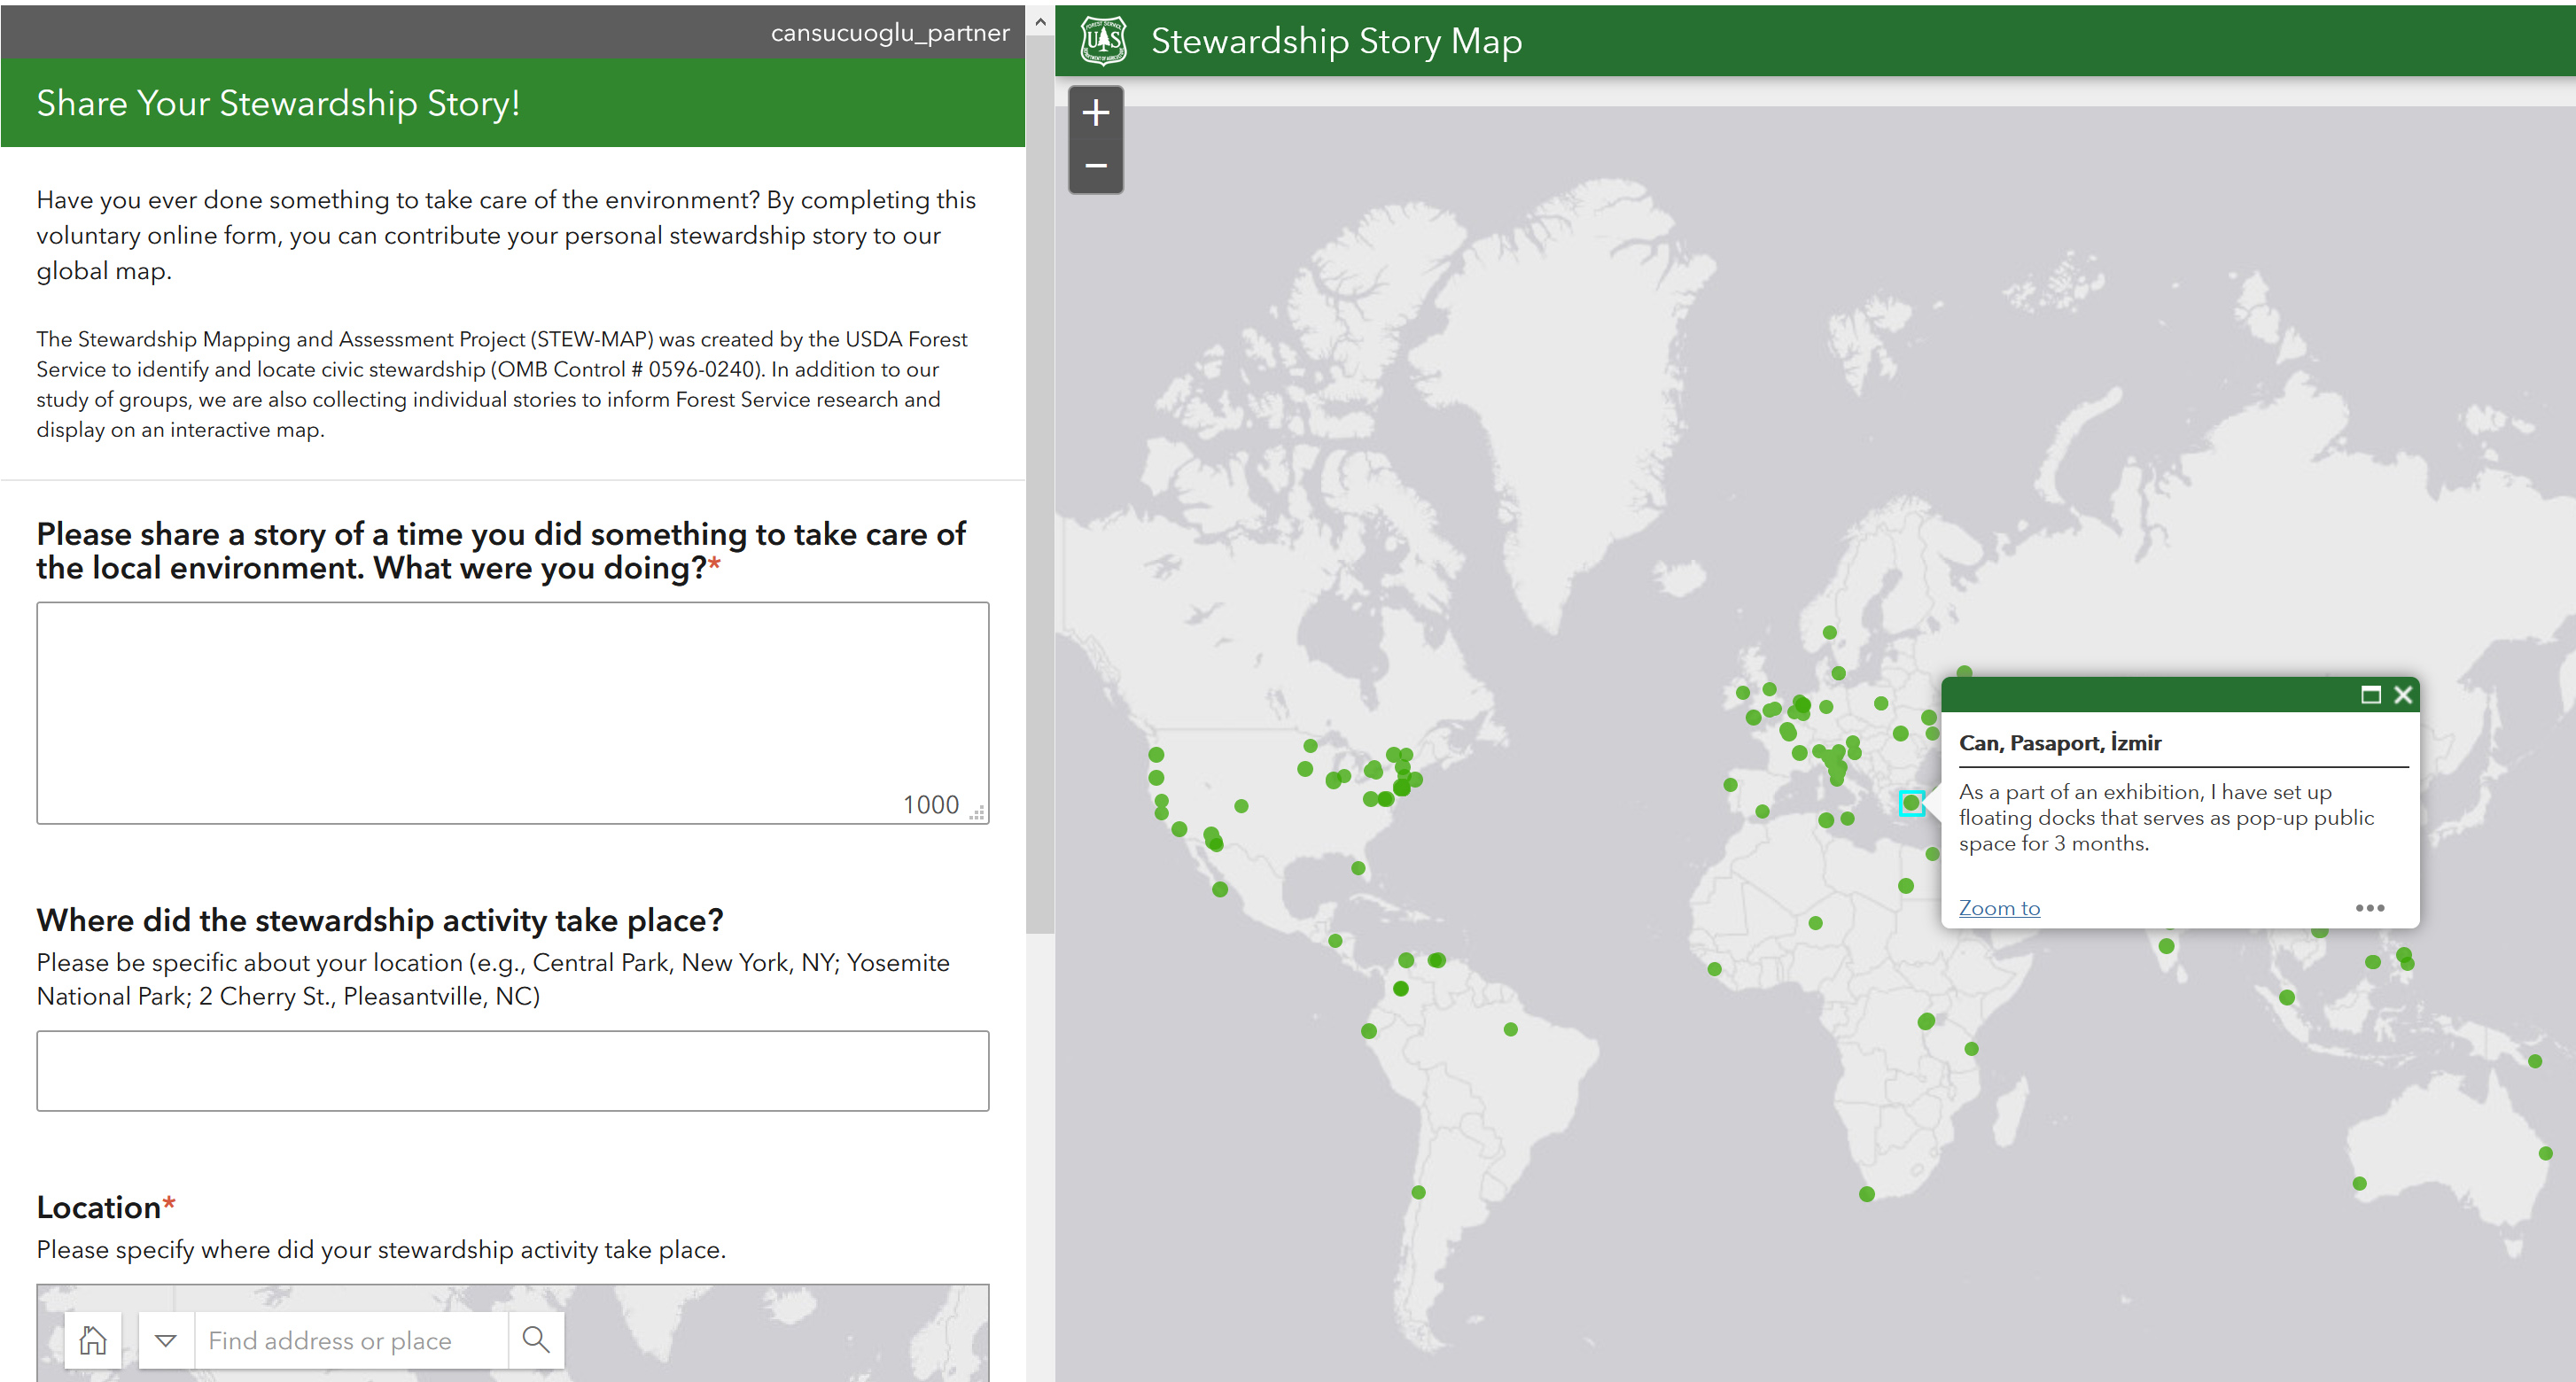 cansucuoglu_partner
Share Your Stewardship Story!
Have you ever done something to take care of the environment? By completing this
voluntary online form, you can contribute your personal stewardship story to our
global map.
The Stewardship Mapping and Assessment Project (STEW-MAP) was created by the USDA Forest
Service to identify and locate civic stewardship (OMB Control # 0596-0240). In addition to our
study of groups, we are also collecting individual stories to inform Forest Service research and
display on an interactive map.
Please share a story of a time you did something to take care of
the local environment. What were you doing?*
1000
Where did the stewardship activity take place?
Please be specific about your location (e.g., Central Park, New York, NY; Yosemite
National Park; 2 Cherry St., Pleasantville, NC)
Location*
Please specify where did your stewardship activity take place.
Find address or place
FOREST SERVICE
U S
DEPARTMENT OF AGRICULTURE
Stewardship Story Map
+
−
Can, Pasaport, İzmir
As a part of an exhibition, I have set up
floating docks that serves as pop-up public
space for 3 months.
Zoom to